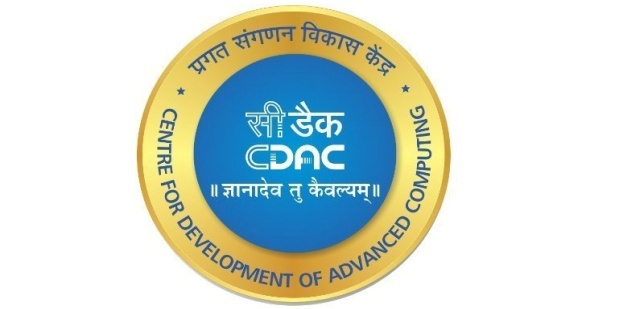 प्रगत संगणन विकास केंद्र
सी डैक
CDAC
॥ ज्ञानादेव तु कैवल्यम् ॥
CENTRE FOR DEVELOPMENT OF ADVANCED COMPUTING